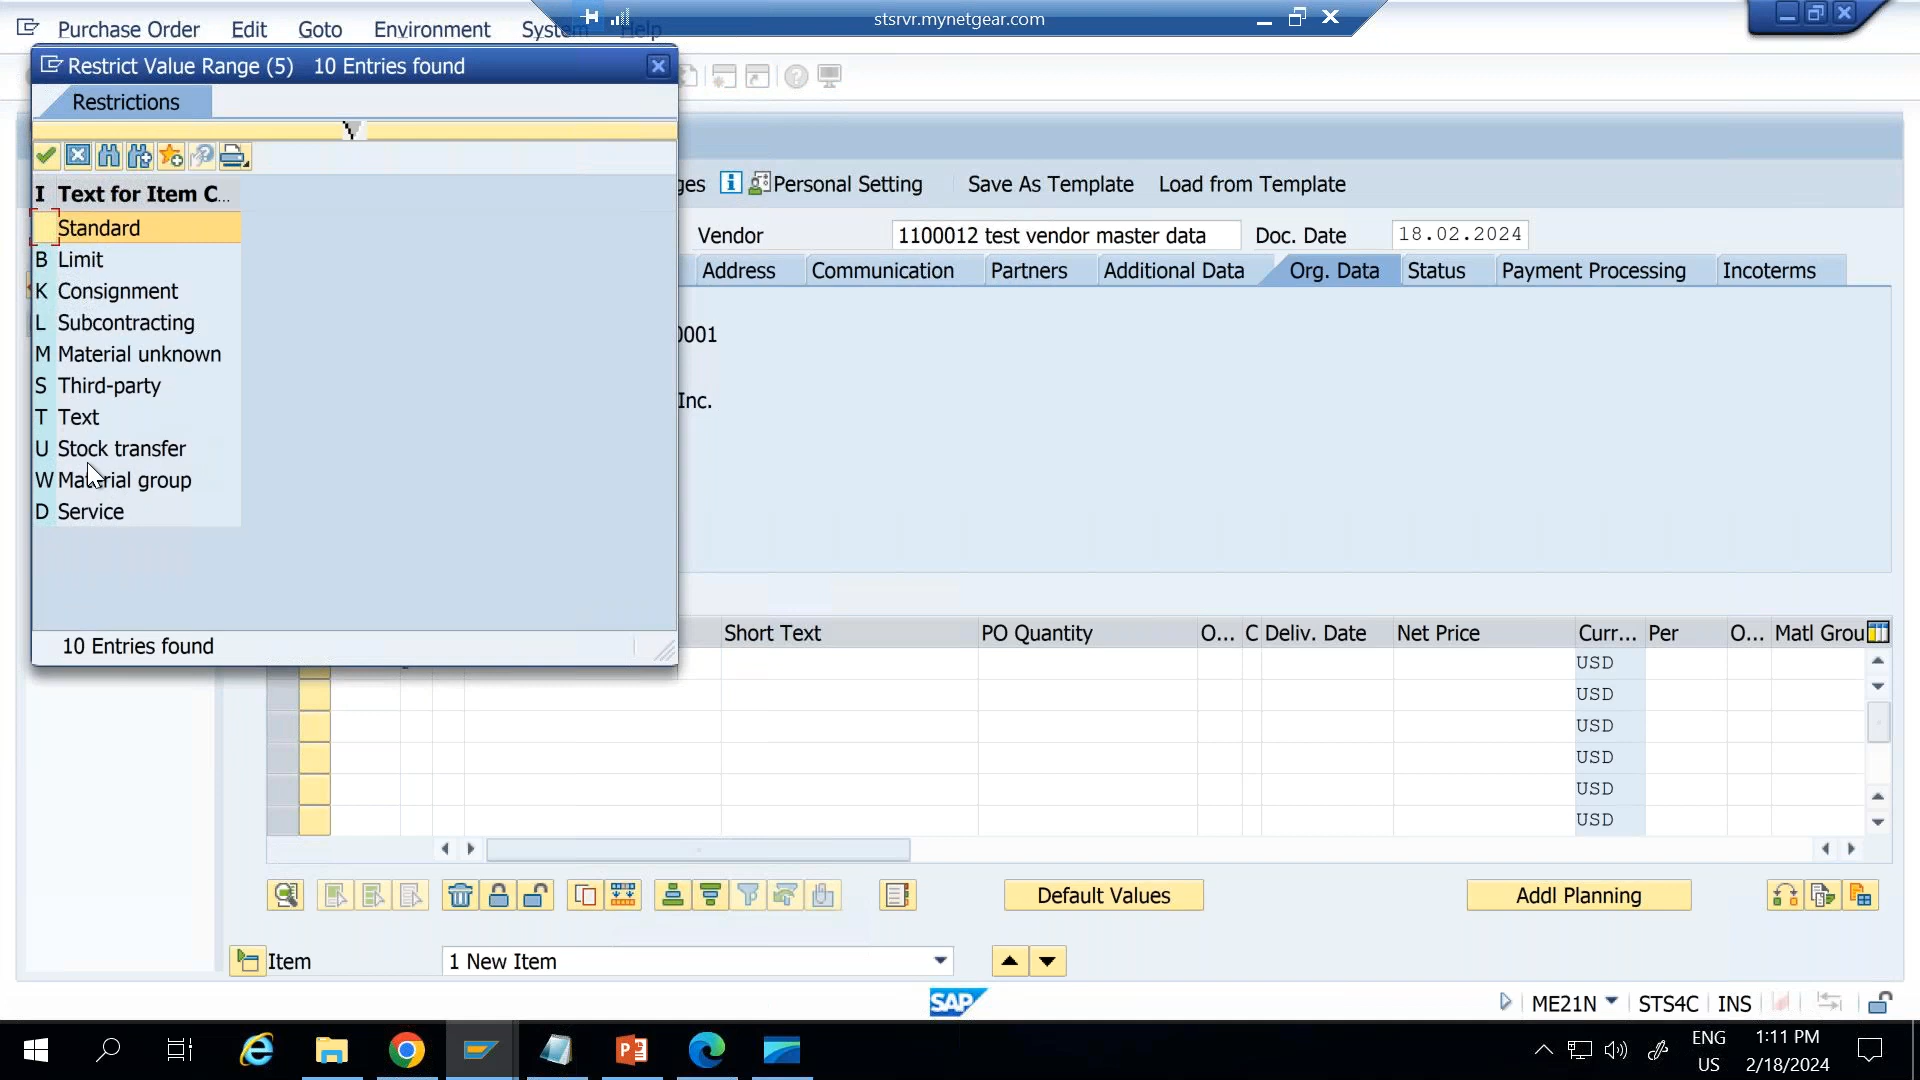 stsrvr.mynetgear.com
Purchase Order Edit Goto Environment System Help
Restrict Value Range (5) 10 Entries found
Restrictions
I Text for Item C...
Standard
B Limit
K Consignment
L Subcontracting
M Material unknown
S Third-party
T Text
U Stock transfer
W Material group
D Service
10 Entries found
ges Personal Setting Save As Template Load from Template
Vendor 1100012 test vendor master data Doc. Date 18.02.2024
Address Communication Partners Additional Data Org. Data Status Payment Processing Incoterms
0001
Inc.
Short Text PO Quantity O... C Deliv. Date Net Price Curr... Per O... Matl Grou
USD
USD
USD
USD
USD
USD
Default Values Addl Planning
Item 1 New Item
SAP
ME21N STS4C INS
ENG
US
1:11 PM
2/18/2024